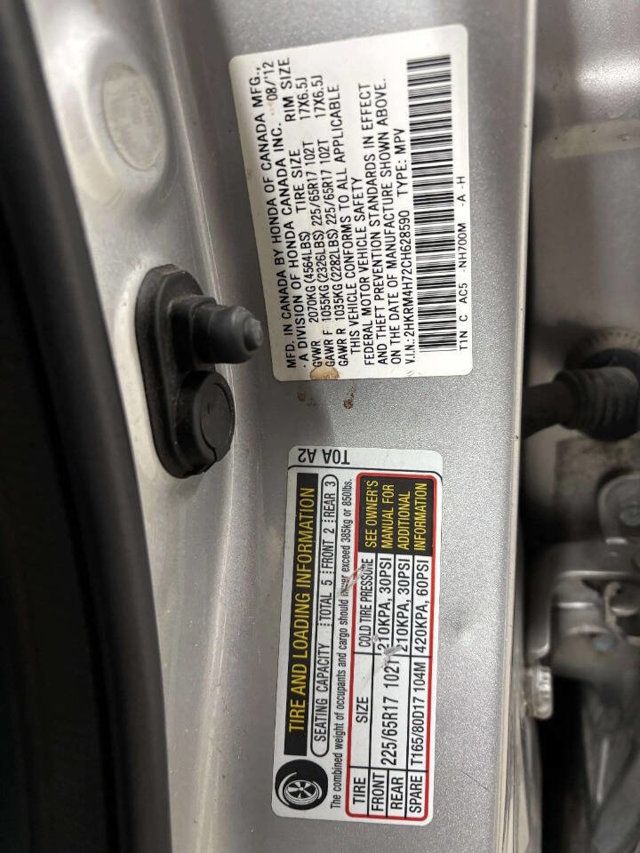 MFD. IN CANADA BY HONDA OF CANADA MFG.,
A DIVISION OF HONDA CANADA INC. 08/'12
TIRE SIZE RIM SIZE
GVWR 2070KG (4564LBS)
GAWR F 1055KG (2326LBS) 225/65R17 102T 17X6.5J
GAWR R 1035KG (2282LBS) 225/65R17 102T 17X6.5J
THIS VEHICLE CONFORMS TO ALL APPLICABLE
FEDERAL MOTOR VEHICLE SAFETY
AND THEFT PREVENTION STANDARDS IN EFFECT
ON THE DATE OF MANUFACTURE SHOWN ABOVE.
V.I.N.: 2HKRM4H72CH628590 TYPE: MPV
T1N C AC5 NH700M -A -H
T0A A2
TIRE AND LOADING INFORMATION
SEATING CAPACITY TOTAL 5 FRONT 2 REAR 3
The combined weight of occupants and cargo should never exceed 385kg or 850lbs.
TIRE SIZE COLD TIRE PRESSURE
FRONT 225/65R17 102T 210KPA, 30PSI
REAR 210KPA, 30PSI
SPARE T165/80D17 104M 420KPA, 60PSI
SEE OWNER'S
MANUAL FOR
ADDITIONAL
INFORMATION